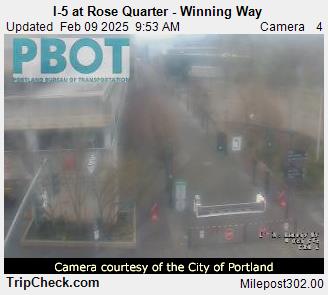 I-5 at Rose Quarter - Winning Way
Updated Feb 09 2025 9:53 AM Camera 4
PBOT
PORTLAND BUREAU OF TRANSPORTATION
Camera courtesy of the City of Portland
TripCheck.com Milepost302.00